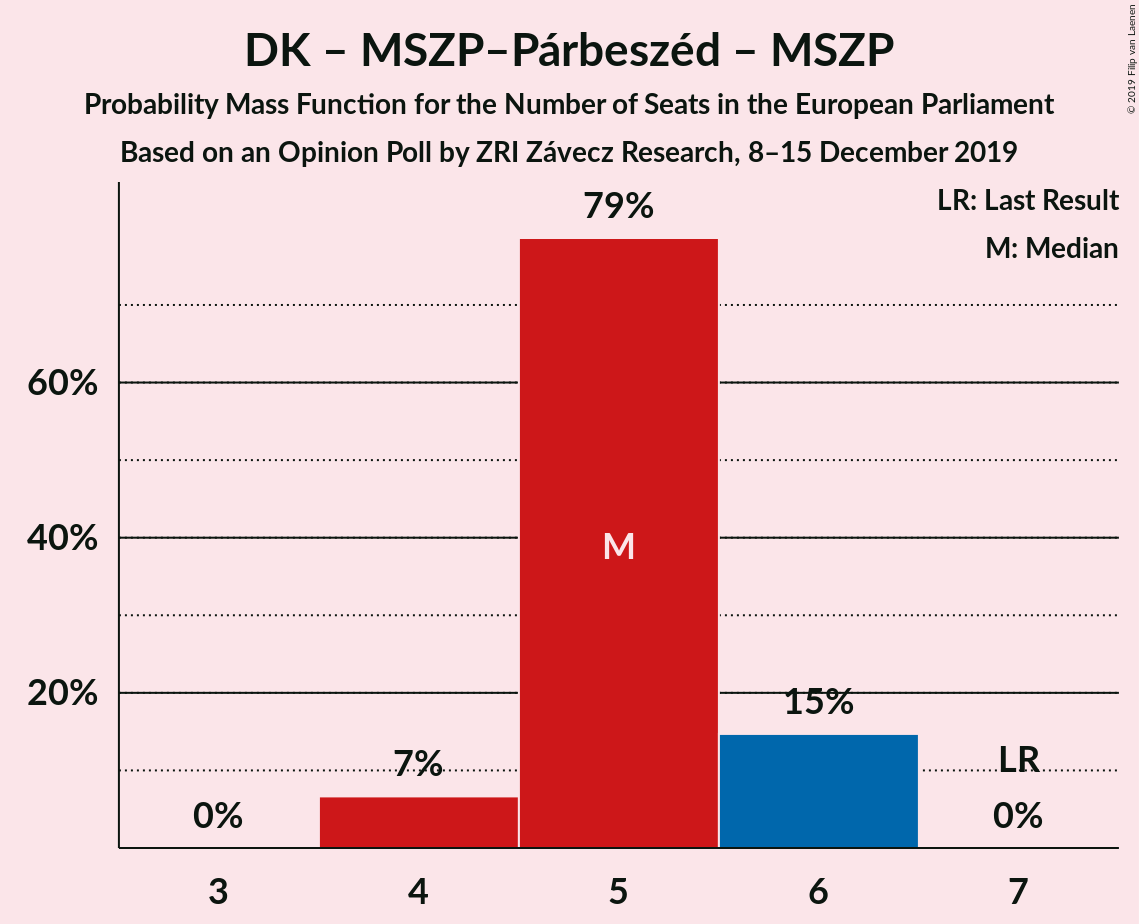 DK – MSZP–Párbeszéd – MSZP
Probability Mass Function for the Number of Seats in the European Parliament
Based on an Opinion Poll by ZRI Závecz Research, 8–15 December 2019
© 2019 Filip van Laenen
LR: Last Result
M: Median
79%
60%
40%
M
20%
15%
7%
LR
0%
0%
3
4
5
6
7